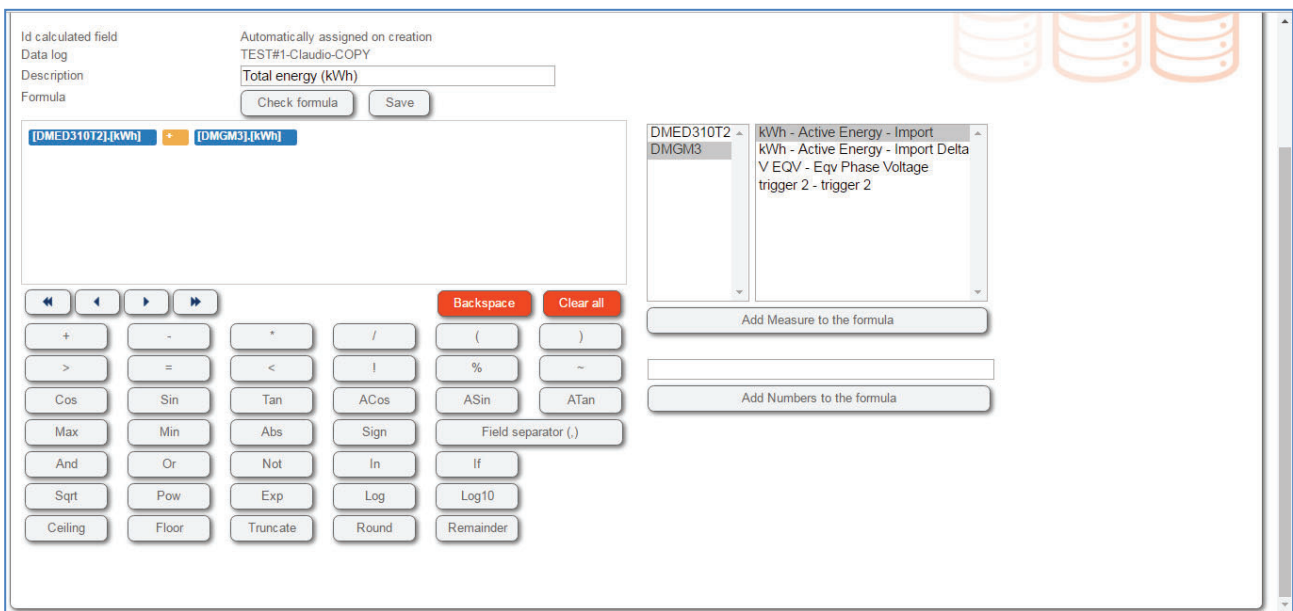 Id calculated field Automatically assigned on creation
Data log TEST#1-Claudio-COPY
Description Total energy (kWh)
Formula Check formula Save
[DMED310T2].[kWh] + [DMGM3].[kWh]
DMED310T2
DMGM3
kWh - Active Energy - Import
kWh - Active Energy - Import Delta
V EQV - Eqv Phase Voltage
trigger 2 - trigger 2
Backspace Clear all
Add Measure to the formula
+ - * / ( )
> = < ! % ~
Cos Sin Tan ACos ASin ATan
Add Numbers to the formula
Max Min Abs Sign Field separator (,)
And Or Not In If
Sqrt Pow Exp Log Log10
Ceiling Floor Truncate Round Remainder